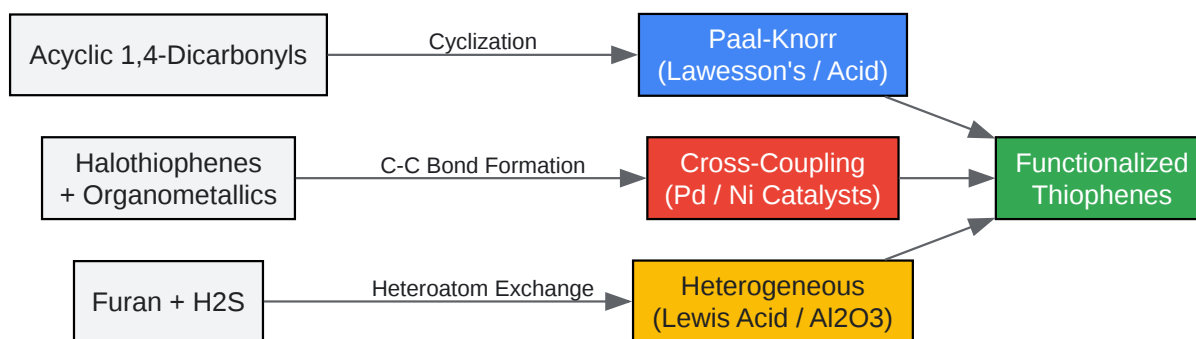 Acyclic 1,4-Dicarbonyls
Cyclization
Paal-Knorr
(Lawesson's / Acid)
Halothiophenes
+ Organometallics
C-C Bond Formation
Cross-Coupling
(Pd / Ni Catalysts)
Functionalized
Thiophenes
Furan + H2S
Heteroatom Exchange
Heterogeneous
(Lewis Acid / Al2O3)